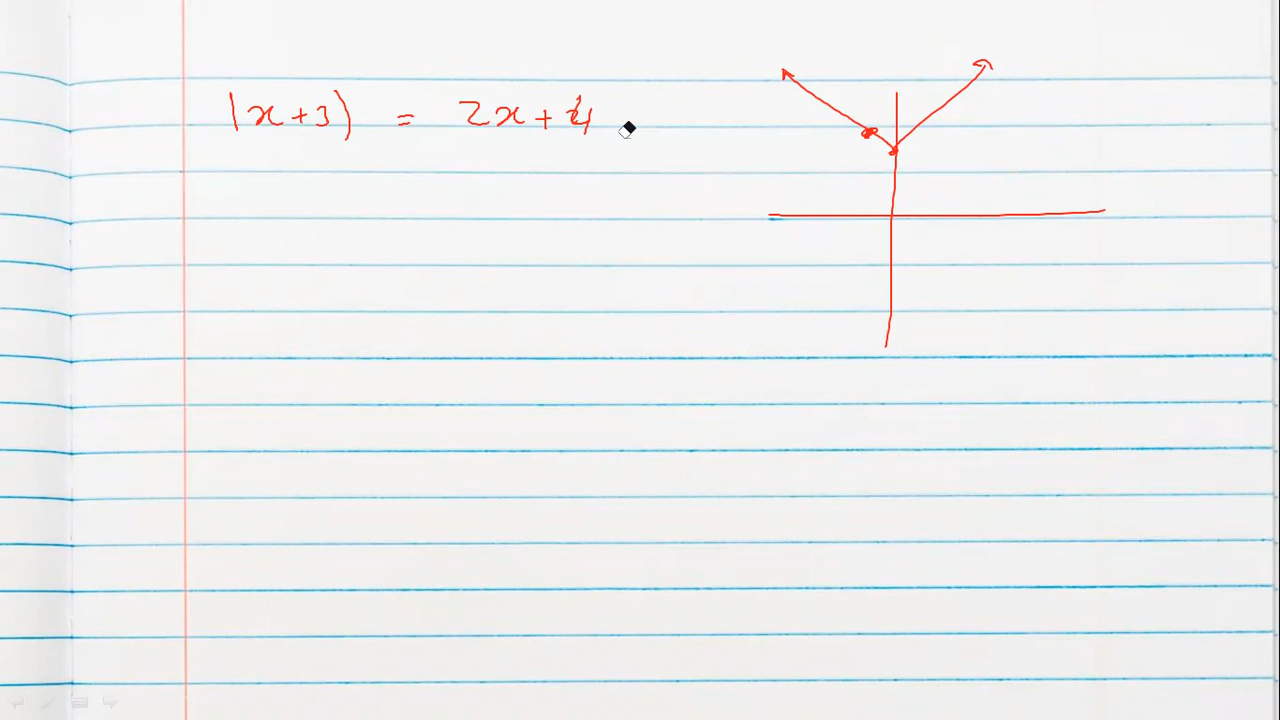 |x+3| = 2x+4